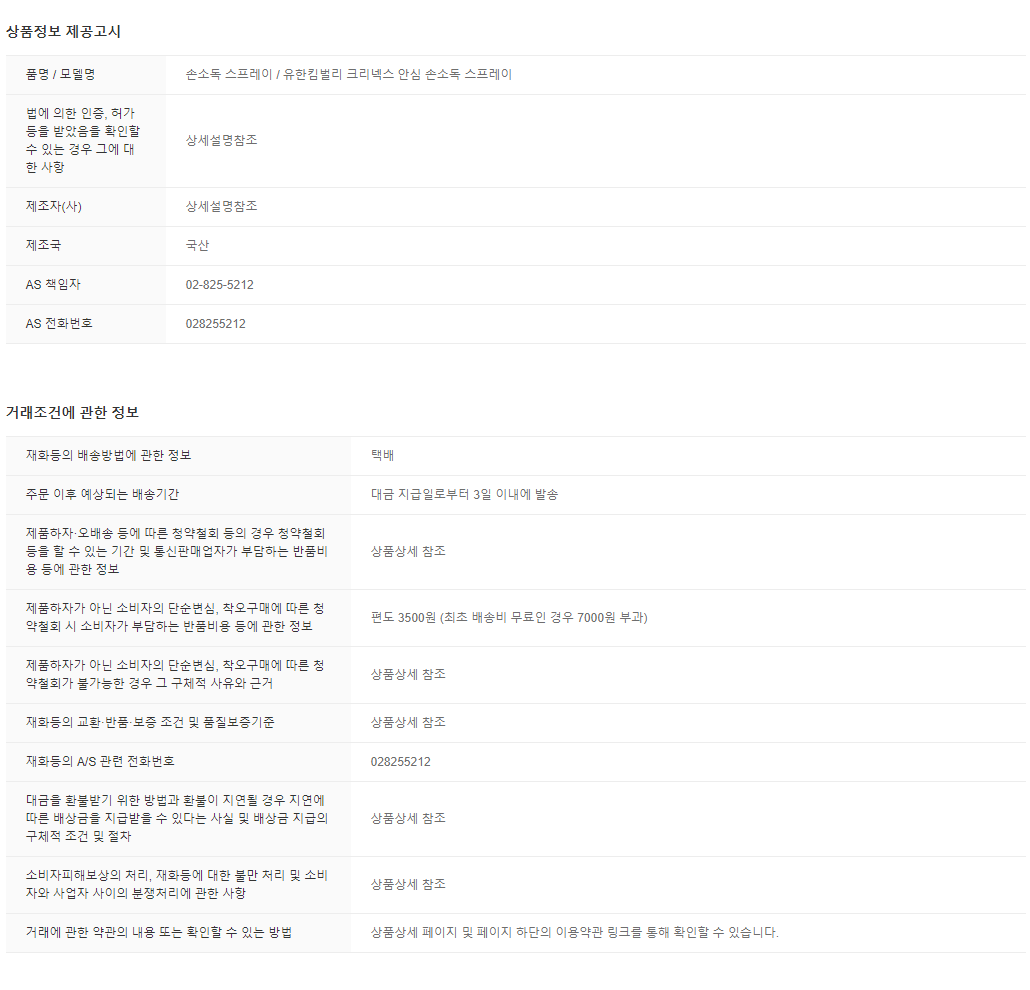 상품정보 제공고시
품명 / 모델명
손소독 스프레이 / 유한킴벌리 크리넥스 안심 손소독 스프레이
법에 의한 인증, 허가
등을 받았음을 확인할
수 있는 경우 그에 대
한 사항
상세설명참조
제조자(사)
상세설명참조
제조국
국산
AS 책임자
02-825-5212
AS 전화번호
028255212
거래조건에 관한 정보
재화등의 배송방법에 관한 정보
택배
주문 이후 예상되는 배송기간
대금 지급일로부터 3일 이내에 발송
제품하자·오배송 등에 따른 청약철회 등의 경우 청약철회
등을 할 수 있는 기간 및 통신판매업자가 부담하는 반품비
용 등에 관한 정보
상품상세 참조
제품하자가 아닌 소비자의 단순변심, 착오구매에 따른 청
약철회 시 소비자가 부담하는 반품비용 등에 관한 정보
편도 3500원 (최초 배송비 무료인 경우 7000원 부과)
제품하자가 아닌 소비자의 단순변심, 착오구매에 따른 청
약철회가 불가능한 경우 그 구체적 사유와 근거
상품상세 참조
재화등의 교환·반품·보증 조건 및 품질보증기준
상품상세 참조
재화등의 A/S 관련 전화번호
028255212
대금을 환불받기 위한 방법과 환불이 지연될 경우 지연에
따른 배상금을 지급받을 수 있다는 사실 및 배상금 지급의
구체적 조건 및 절차
상품상세 참조
소비자피해보상의 처리, 재화등에 대한 불만 처리 및 소비
자와 사업자 사이의 분쟁처리에 관한 사항
상품상세 참조
거래에 관한 약관의 내용 또는 확인할 수 있는 방법
상품상세 페이지 및 페이지 하단의 이용약관 링크를 통해 확인할 수 있습니다.